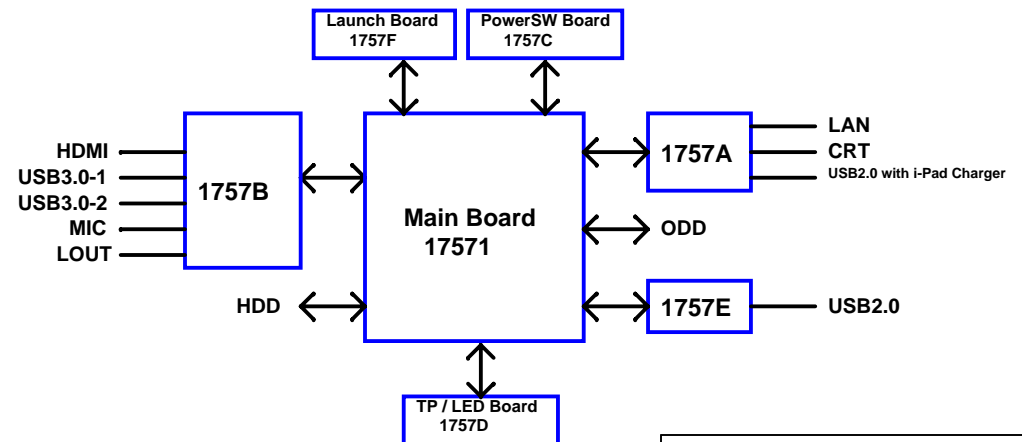 Launch Board
1757F
PowerSW Board
1757C
HDMI
USB3.0-1
USB3.0-2
MIC
LOUT
1757B
Main Board
17571
1757A
LAN
CRT
USB2.0 with i-Pad Charger
ODD
HDD
1757E
USB2.0
TP / LED Board
1757D